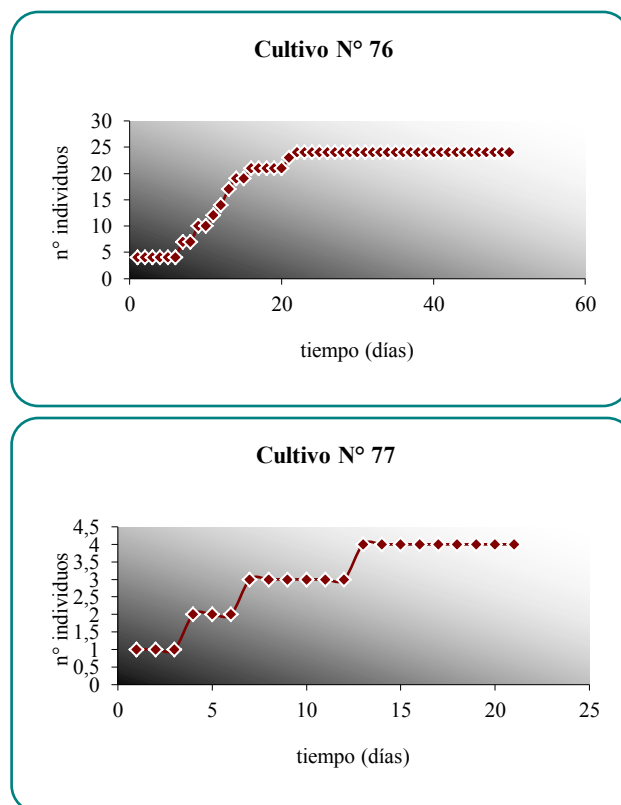 Cultivo N° 76
30
25
20
15
10
5
0
n° individuos
0 20 40 60
tiempo (días)
Cultivo N° 77
4,5
4
3,5
3
2,5
2
1,5
1
0,5
0
n° individuos
0 5 10 15 20 25
tiempo (días)